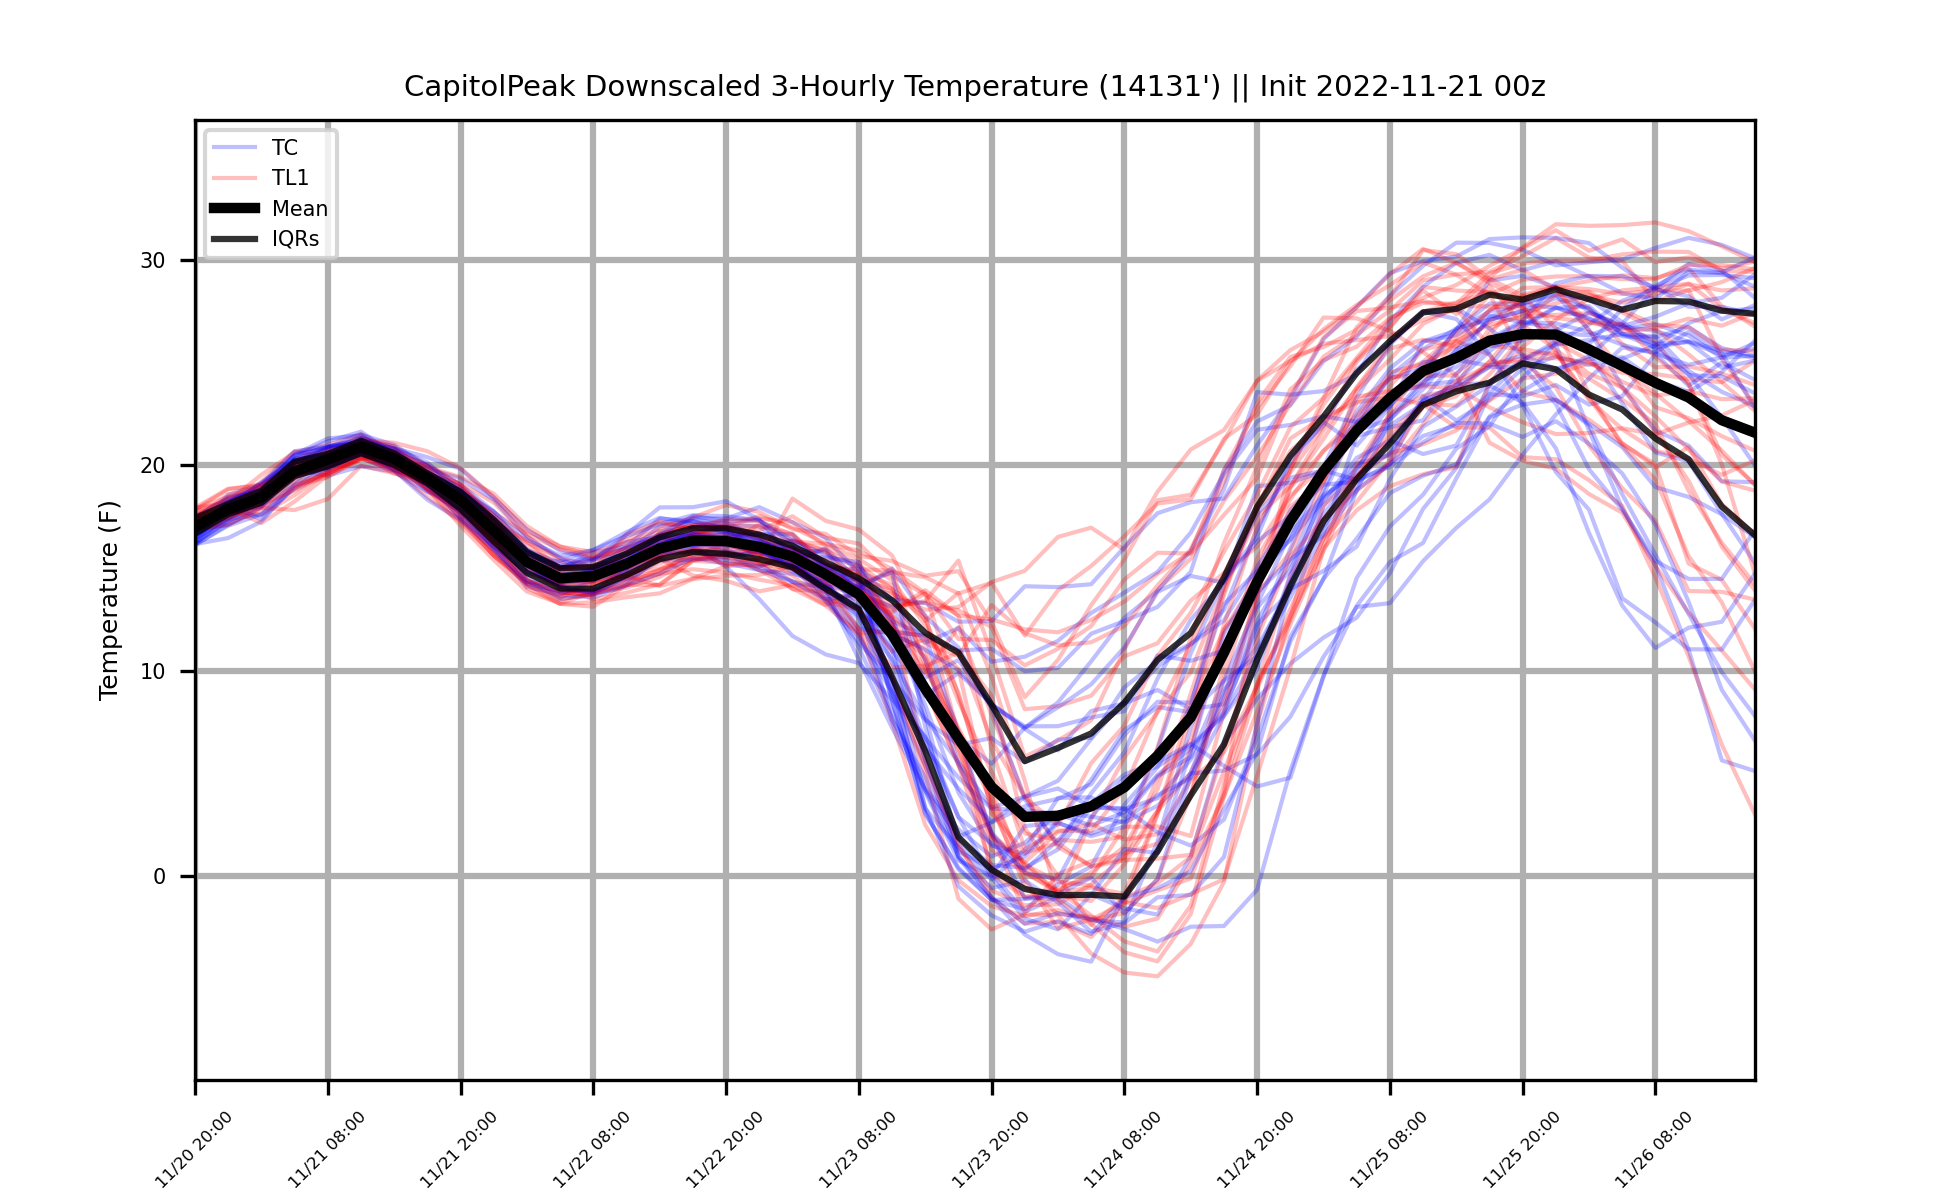 CapitolPeak Downscaled 3-Hourly Temperature (14131') || Init 2022-11-21 00z
TC
TL1
Mean
IQRs
Temperature (F)
30
20
10
0
11/20 20:00
11/21 08:00
11/21 20:00
11/22 08:00
11/22 20:00
11/23 08:00
11/23 20:00
11/24 08:00
11/24 20:00
11/25 08:00
11/25 20:00
11/26 08:00